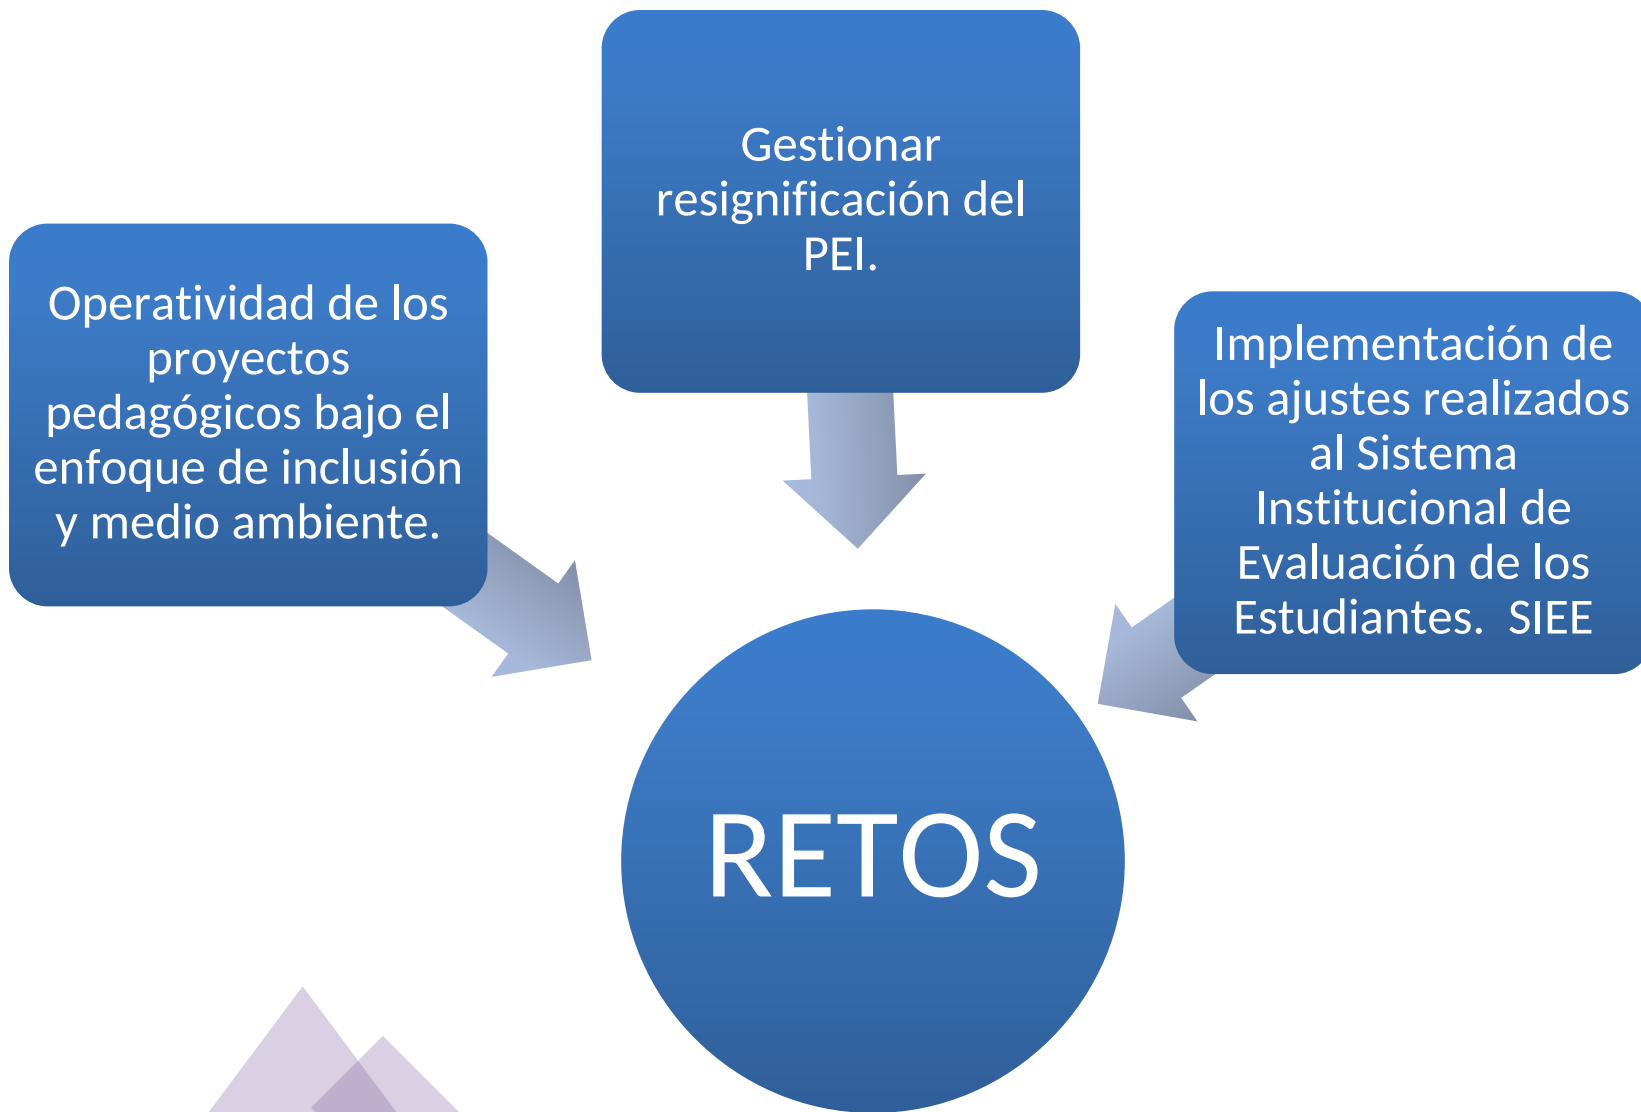 Operatividad de los
proyectos
pedagógicos bajo el
enfoque de inclusión
y medio ambiente.
Gestionar
resignificación del
PEI.
Implementación de
los ajustes realizados
al Sistema
Institucional de
Evaluación de los
Estudiantes.  SIEE
RETOS